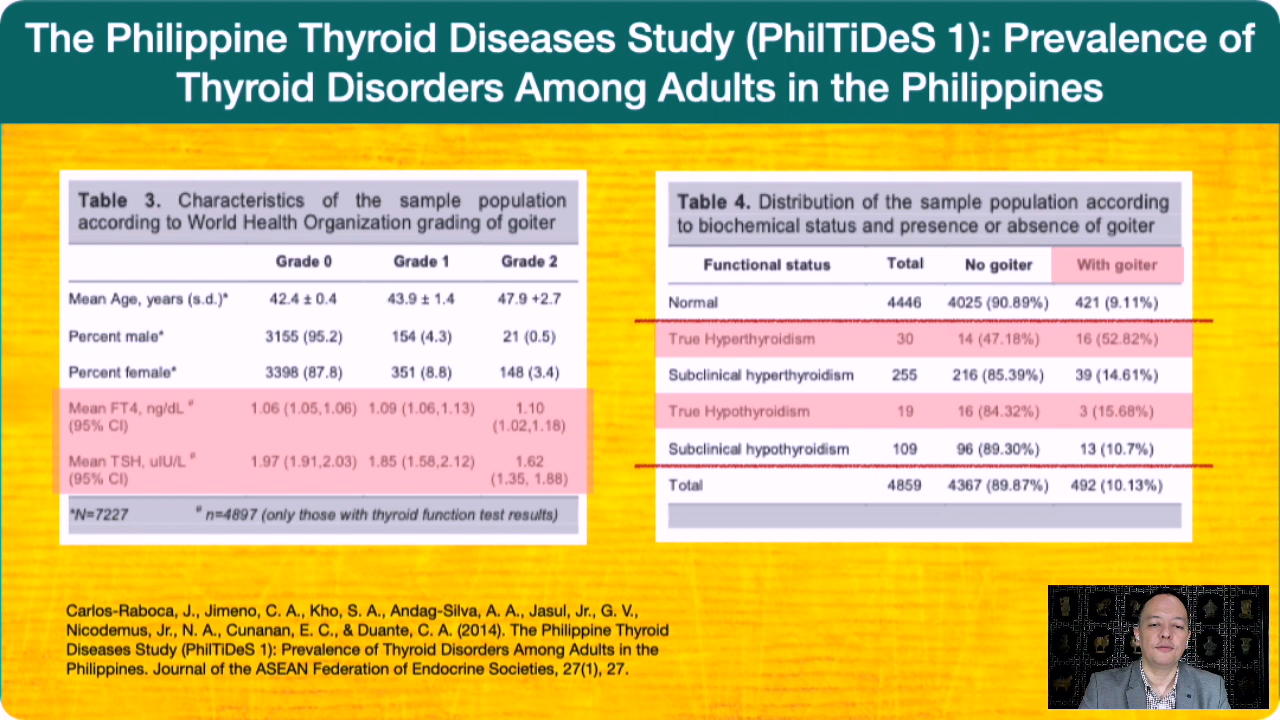 The Philippine Thyroid Diseases Study (PhilTiDeS 1): Prevalence of
Thyroid Disorders Among Adults in the Philippines
Table 3. Characteristics of the sample population
according to World Health Organization grading of goiter
Grade 0 Grade 1 Grade 2
Mean Age, years (s.d.)* 42.4 ± 0.4 43.9 ± 1.4 47.9 +2.7
Percent male* 3155 (95.2) 154 (4.3) 21 (0.5)
Percent female* 3398 (87.8) 351 (8.8) 148 (3.4)
Mean FT4, ng/dL # 1.06 (1.05,1.06) 1.09 (1.06,1.13) 1.10
(95% CI) (1.02,1.18)
Mean TSH, uIU/L # 1.97 (1.91,2.03) 1.85 (1.58,2.12) 1.62
(95% CI) (1.35, 1.88)
*N=7227 # n=4897 (only those with thyroid function test results)
Table 4. Distribution of the sample population according
to biochemical status and presence or absence of goiter
Functional status Total No goiter With goiter
Normal 4446 4025 (90.89%) 421 (9.11%)
True Hyperthyroidism 30 14 (47.18%) 16 (52.82%)
Subclinical hyperthyroidism 255 216 (85.39%) 39 (14.61%)
True Hypothyroidism 19 16 (84.32%) 3 (15.68%)
Subclinical hypothyroidism 109 96 (89.30%) 13 (10.7%)
Total 4859 4367 (89.87%) 492 (10.13%)
Carlos-Raboca, J., Jimeno, C. A., Kho, S. A., Andag-Silva, A. A., Jasul, Jr., G. V.,
Nicodemus, Jr., N. A., Cunanan, E. C., & Duante, C. A. (2014). The Philippine Thyroid
Diseases Study (PhilTiDeS 1): Prevalence of Thyroid Disorders Among Adults in the
Philippines. Journal of the ASEAN Federation of Endocrine Societies, 27(1), 27.